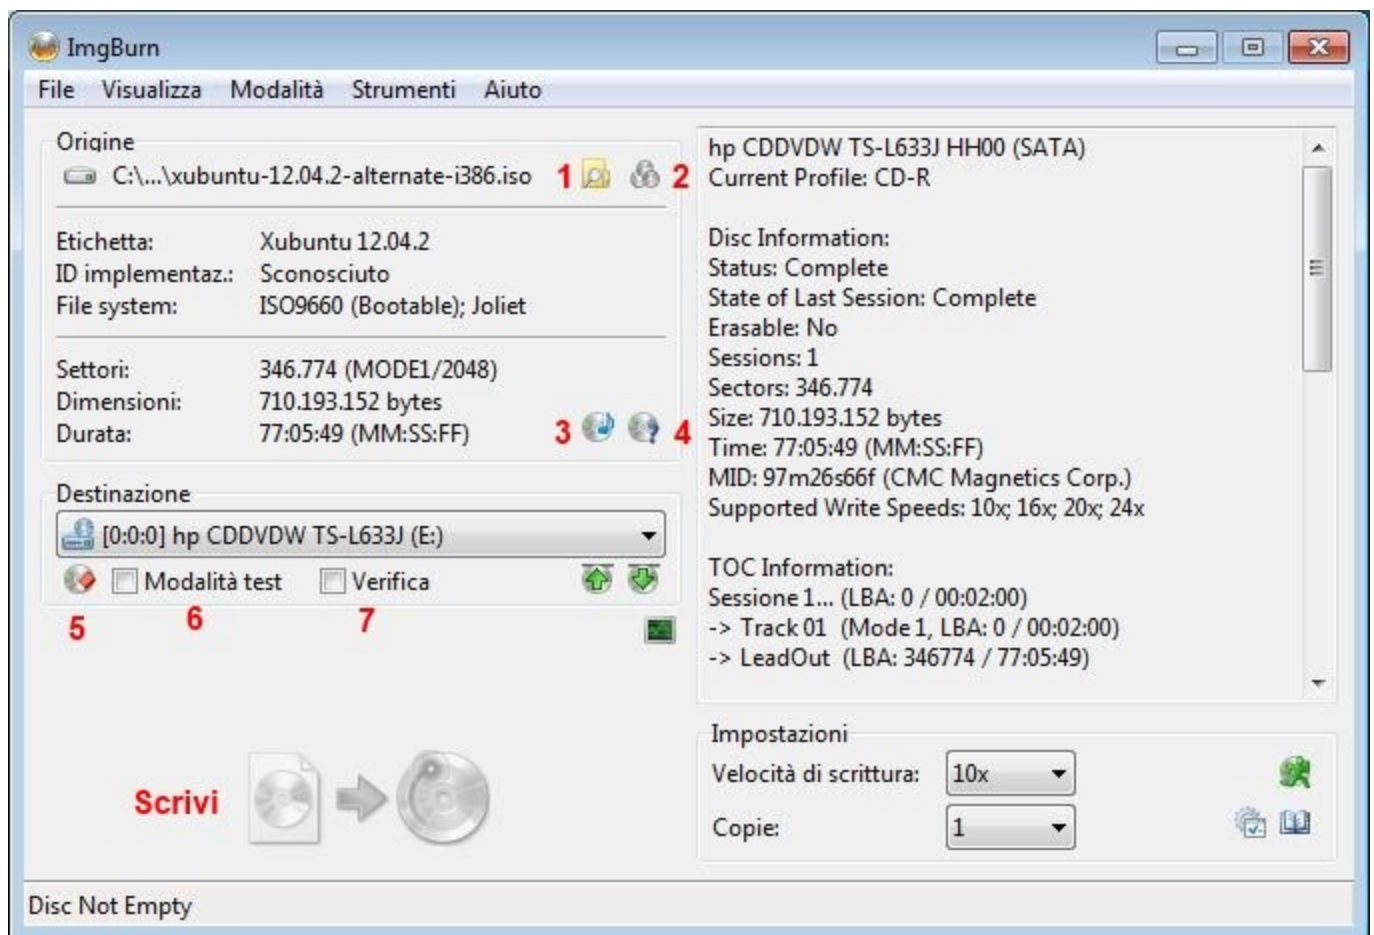 ImgBurn
File Visualizza Modalità Strumenti Aiuto
Origine
C:\...\xubuntu-12.04.2-alternate-i386.iso 1 2
Etichetta: Xubuntu 12.04.2
ID implementaz.: Sconosciuto
File system: ISO9660 (Bootable); Joliet
Settori: 346.774 (MODE1/2048)
Dimensioni: 710.193.152 bytes
Durata: 77:05:49 (MM:SS:FF) 3 4
Destinazione
[0:0:0] hp CDDVDW TS-L633J (E:)
Modalità test Verifica
5 6 7
Scrivi
hp CDDVDW TS-L633J HH00 (SATA)
Current Profile: CD-R
Disc Information:
Status: Complete
State of Last Session: Complete
Erasable: No
Sessions: 1
Sectors: 346.774
Size: 710.193.152 bytes
Time: 77:05:49 (MM:SS:FF)
MID: 97m26s66f (CMC Magnetics Corp.)
Supported Write Speeds: 10x; 16x; 20x; 24x
TOC Information:
Sessione 1... (LBA: 0 / 00:02:00)
-> Track 01 (Mode 1, LBA: 0 / 00:02:00)
-> LeadOut (LBA: 346774 / 77:05:49)
Impostazioni
Velocità di scrittura: 10x
Copie: 1
Disc Not Empty